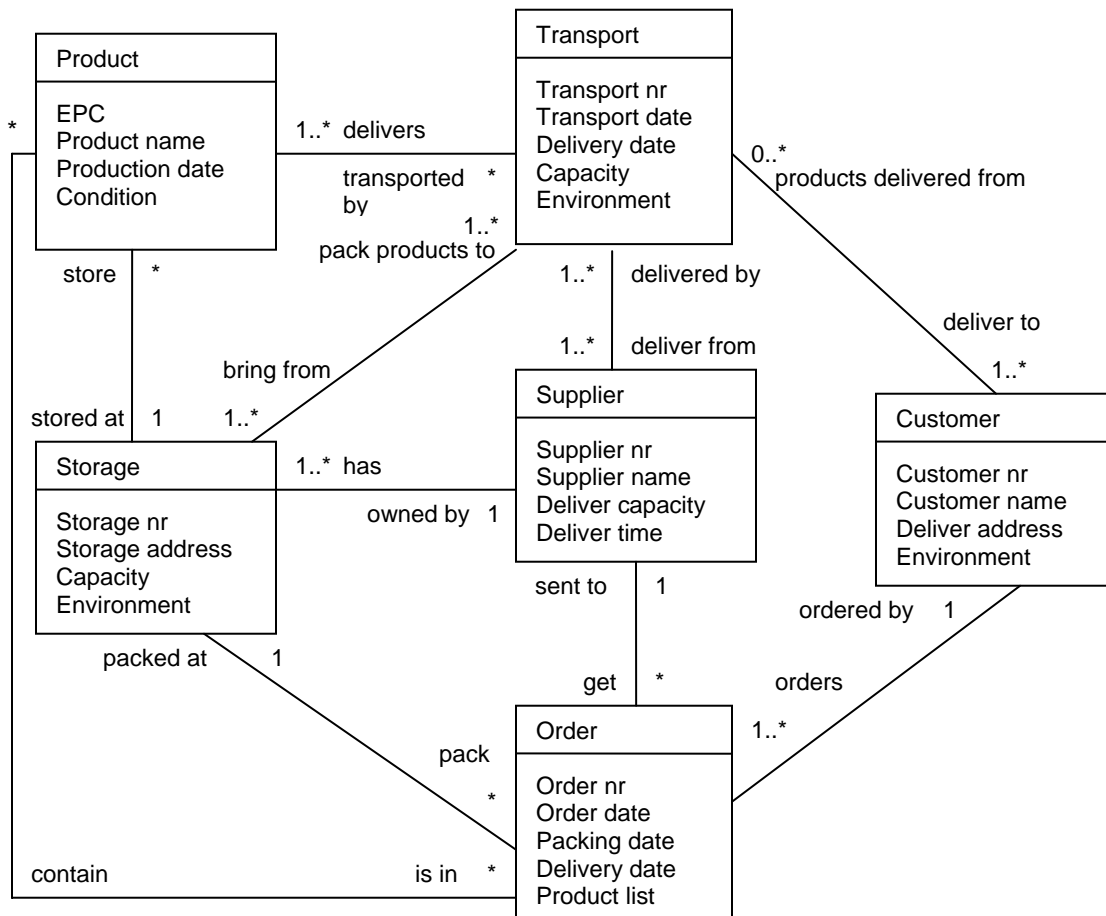 Product
EPC
Product name
Production date
Condition
Transport
Transport nr
Transport date
Delivery date
Capacity
Environment
*
1..* delivers
transported *
by
1..*
pack products to
0..*
products delivered from
store *
1..* delivered by
deliver to
1..* deliver from
1..*
bring from
stored at 1
1..*
Supplier
Supplier nr
Supplier name
Deliver capacity
Deliver time
Customer
Customer nr
Customer name
Deliver address
Environment
Storage
Storage nr
Storage address
Capacity
Environment
1..* has
owned by 1
sent to 1
ordered by 1
packed at 1
get *
orders
1..*
pack
*
Order
Order nr
Order date
Packing date
Delivery date
Product list
contain
is in *